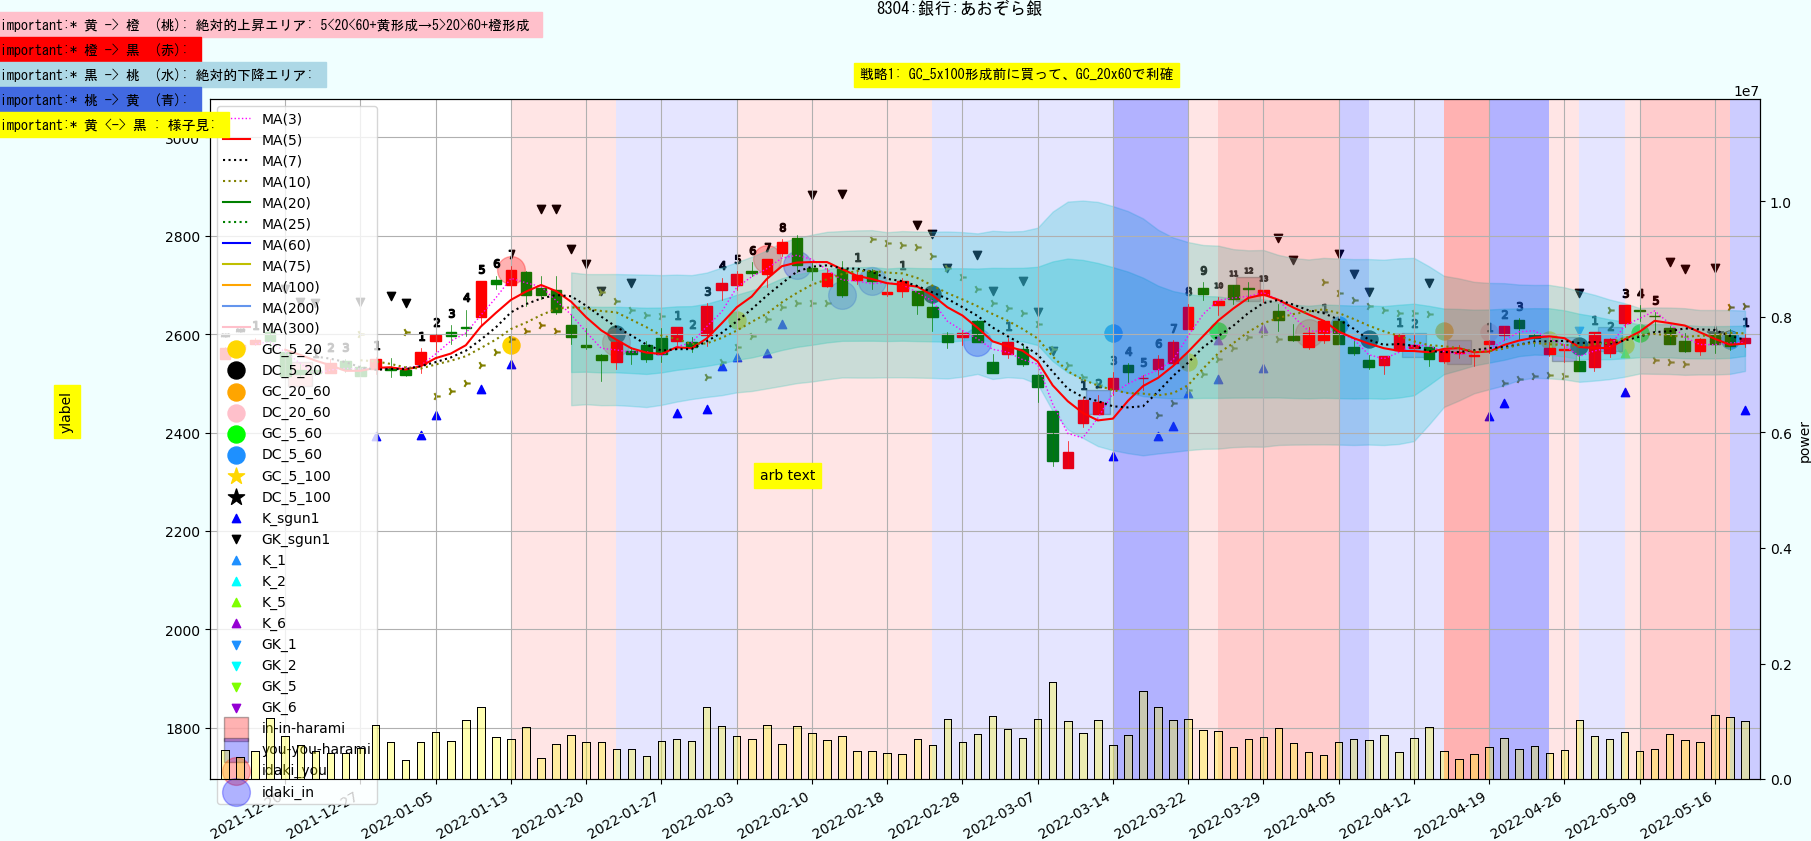 8304:銀行:あおぞら銀
important:* 黄 -> 橙 (桃): 絶対的上昇エリア: 5<20<60+黄形成→5>20>60+橙形成
important:* 橙 -> 黒 (赤):
important:* 黒 -> 桃 (水): 絶対的下降エリア:
important:* 桃 -> 黄 (青):
important:* 黄 <-> 黒 : 様子見:
戦略1: GC_5x100形成前に買って、GC_20x60で利確
1e7
MA(3)
MA(5)
MA(7)
MA(10)
MA(20)
MA(25)
MA(60)
MA(75)
MA(100)
MA(200)
MA(300)
GC_5_20
DC_5_20
GC_20_60
DC_20_60
GC_5_60
DC_5_60
GC_5_100
DC_5_100
K_sgun1
GK_sgun1
K_1
K_2
K_5
K_6
GK_1
GK_2
GK_5
GK_6
in-in-harami
you-you-harami
idaki_you
idaki_in
arb text
ylabel
power
3000
2800
2600
2400
2200
2000
1800
1.0
0.8
0.6
0.4
0.2
0.0
2021-12-20
2021-12-27
2022-01-05
2022-01-13
2022-01-20
2022-01-27
2022-02-03
2022-02-10
2022-02-18
2022-02-28
2022-03-07
2022-03-14
2022-03-22
2022-03-29
2022-04-05
2022-04-12
2022-04-19
2022-04-26
2022-05-09
2022-05-16